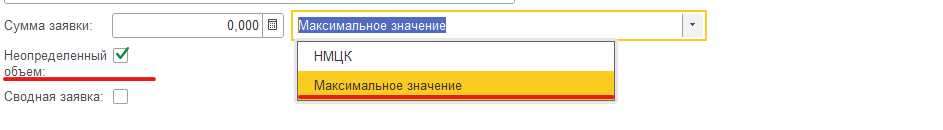 Сумма заявки: 0,000 Максимальное значение
НМЦК
Неопределенный
объем:
Максимальное значение
Сводная заявка: